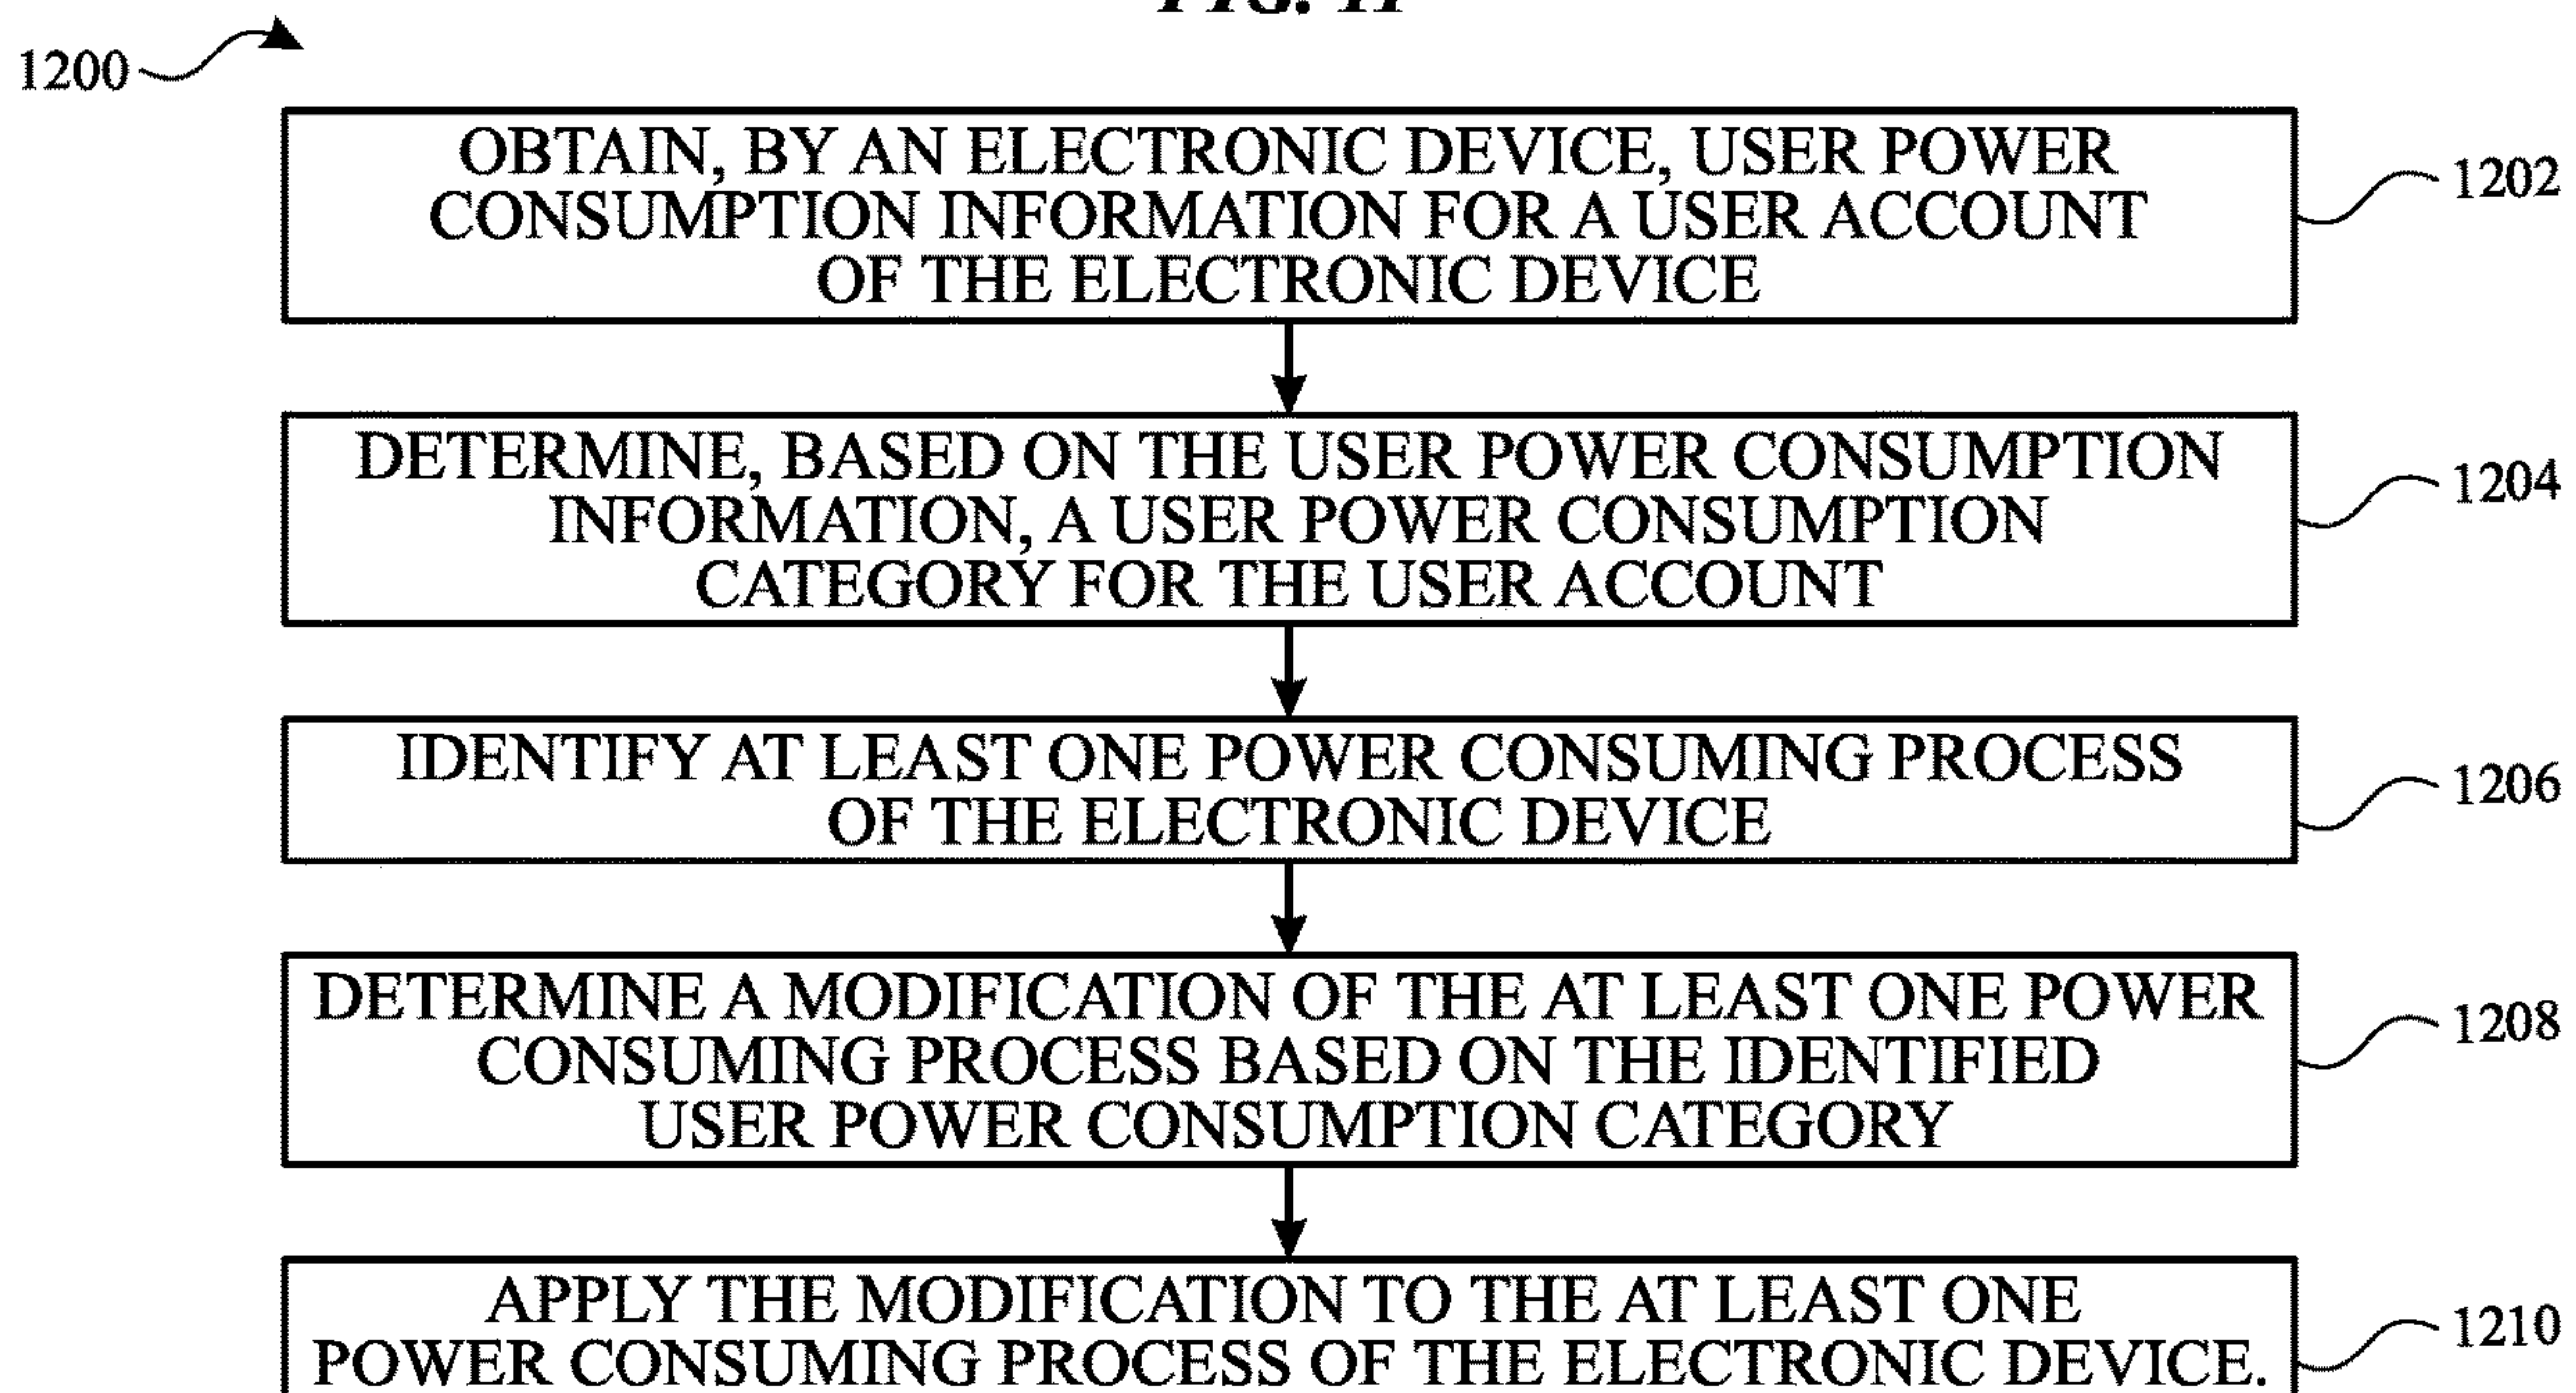 FIG. 11
1200
OBTAIN, BY AN ELECTRONIC DEVICE, USER POWER
CONSUMPTION INFORMATION FOR A USER ACCOUNT
OF THE ELECTRONIC DEVICE
1202
DETERMINE, BASED ON THE USER POWER CONSUMPTION
INFORMATION, A USER POWER CONSUMPTION
CATEGORY FOR THE USER ACCOUNT
1204
IDENTIFY AT LEAST ONE POWER CONSUMING PROCESS
OF THE ELECTRONIC DEVICE
1206
DETERMINE A MODIFICATION OF THE AT LEAST ONE POWER
CONSUMING PROCESS BASED ON THE IDENTIFIED
USER POWER CONSUMPTION CATEGORY
1208
APPLY THE MODIFICATION TO THE AT LEAST ONE
POWER CONSUMING PROCESS OF THE ELECTRONIC DEVICE.
1210